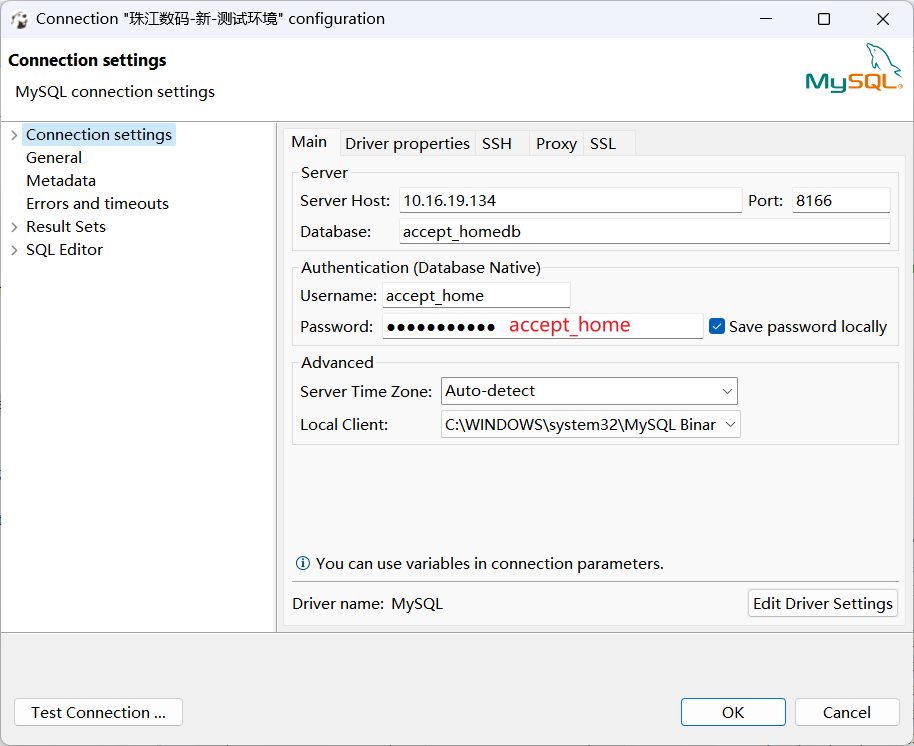 Connection "珠江数码-新-测试环境" configuration
Connection settings
MySQL connection settings
MySQL
Connection settings
General
Metadata
Errors and timeouts
Result Sets
SQL Editor
Main Driver properties SSH Proxy SSL
Server
Server Host: 10.16.19.134 Port: 8166
Database: accept_homedb
Authentication (Database Native)
Username: accept_home
Password: ●●●●●●●●●●● accept_home Save password locally
Advanced
Server Time Zone: Auto-detect
Local Client: C:\WINDOWS\system32\MySQL Binar
You can use variables in connection parameters.
Driver name: MySQL Edit Driver Settings
Test Connection ... OK Cancel